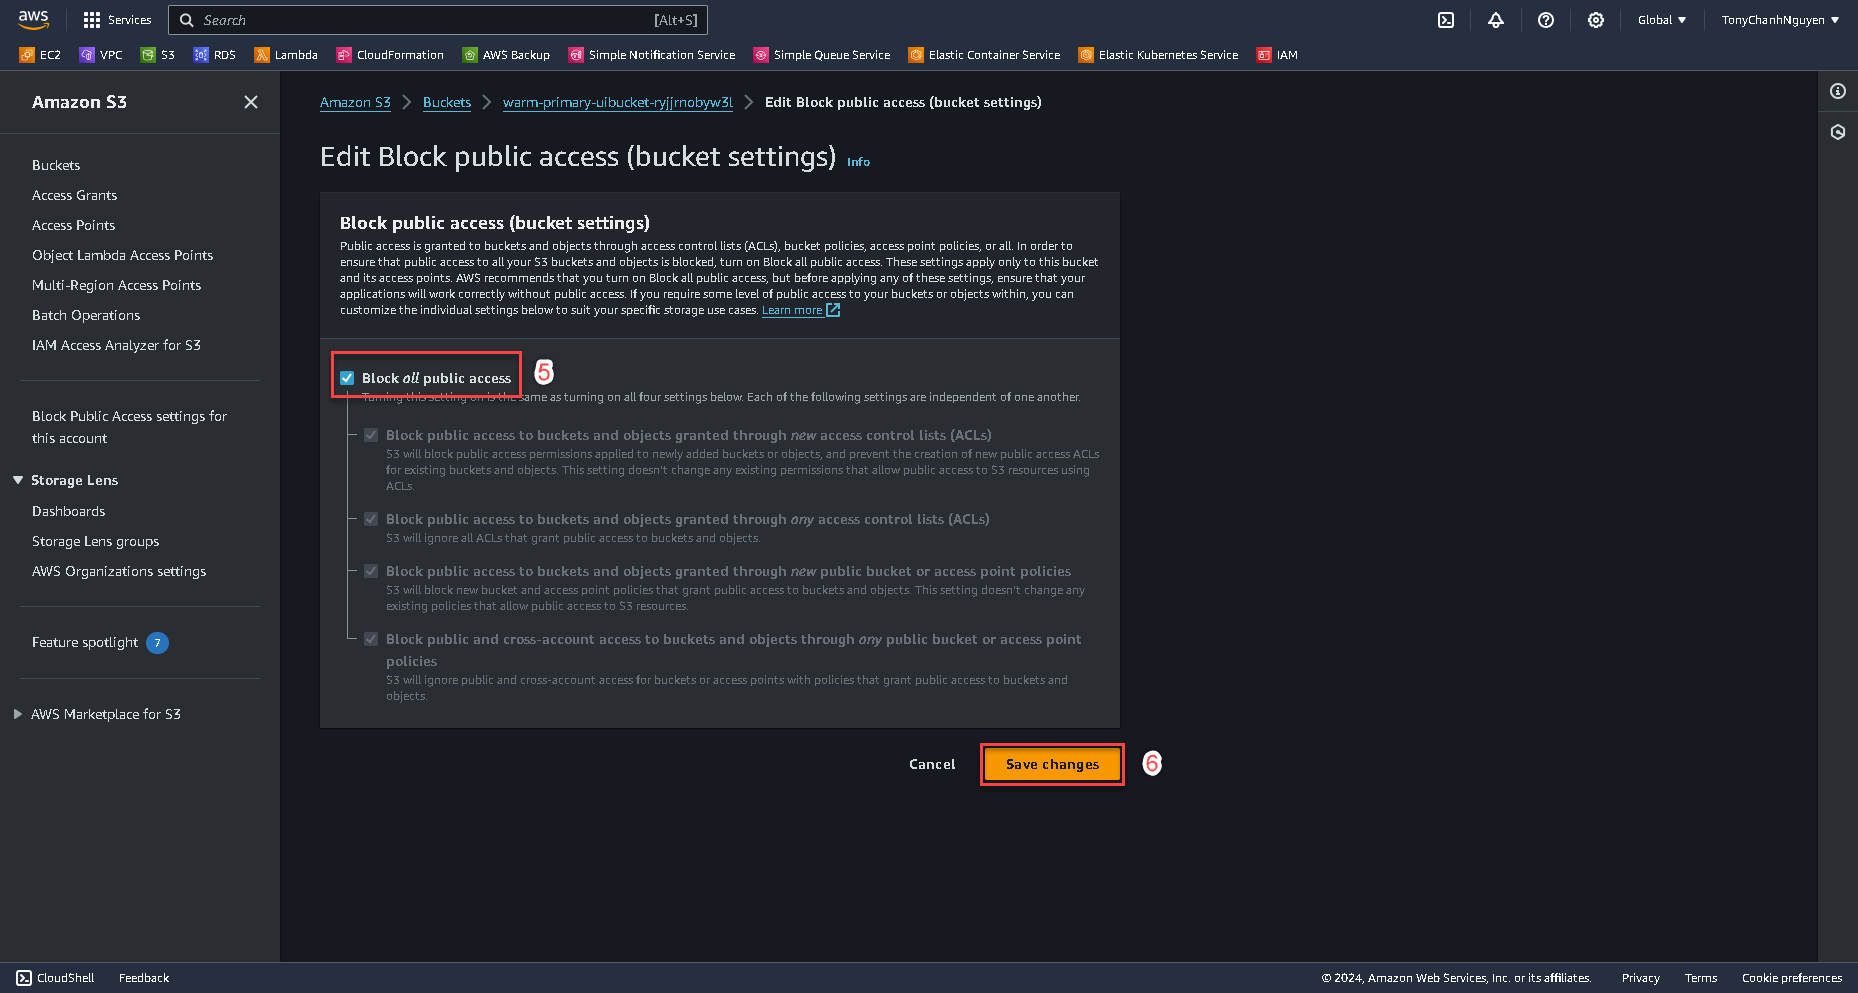 aws
Services
Search
[Alt+S]
Global
TonyChanhNguyen
EC2
VPC
S3
RDS
Lambda
CloudFormation
AWS Backup
Simple Notification Service
Simple Queue Service
Elastic Container Service
Elastic Kubernetes Service
IAM
Amazon S3
Buckets
Access Grants
Access Points
Object Lambda Access Points
Multi-Region Access Points
Batch Operations
IAM Access Analyzer for S3
Block Public Access settings for
this account
Storage Lens
Dashboards
Storage Lens groups
AWS Organizations settings
Feature spotlight 7
AWS Marketplace for S3
Amazon S3 > Buckets > warm-primary-uibucket-ryjjrnobyw3l > Edit Block public access (bucket settings)
Edit Block public access (bucket settings) Info
Block public access (bucket settings)
Public access is granted to buckets and objects through access control lists (ACLs), bucket policies, access point policies, or all. In order to
ensure that public access to all your S3 buckets and objects is blocked, turn on Block all public access. These settings apply only to this bucket
and its access points. AWS recommends that you turn on Block all public access, but before applying any of these settings, ensure that your
applications will work correctly without public access. If you require some level of public access to your buckets or objects within, you can
customize the individual settings below to suit your specific storage use cases. Learn more
Block all public access 5
Turning this setting on is the same as turning on all four settings below. Each of the following settings are independent of one another.
Block public access to buckets and objects granted through new access control lists (ACLs)
S3 will block public access permissions applied to newly added buckets or objects, and prevent the creation of new public access ACLs
for existing buckets and objects. This setting doesn't change any existing permissions that allow public access to S3 resources using
ACLs.
Block public access to buckets and objects granted through any access control lists (ACLs)
S3 will ignore all ACLs that grant public access to buckets and objects.
Block public access to buckets and objects granted through new public bucket or access point policies
S3 will block new bucket and access point policies that grant public access to buckets and objects. This setting doesn't change any
existing policies that allow public access to S3 resources.
Block public and cross-account access to buckets and objects through any public bucket or access point
policies
S3 will ignore public and cross-account access for buckets or access points with policies that grant public access to buckets and
objects.
Cancel
Save changes 6
CloudShell
Feedback
© 2024, Amazon Web Services, Inc. or its affiliates.
Privacy
Terms
Cookie preferences